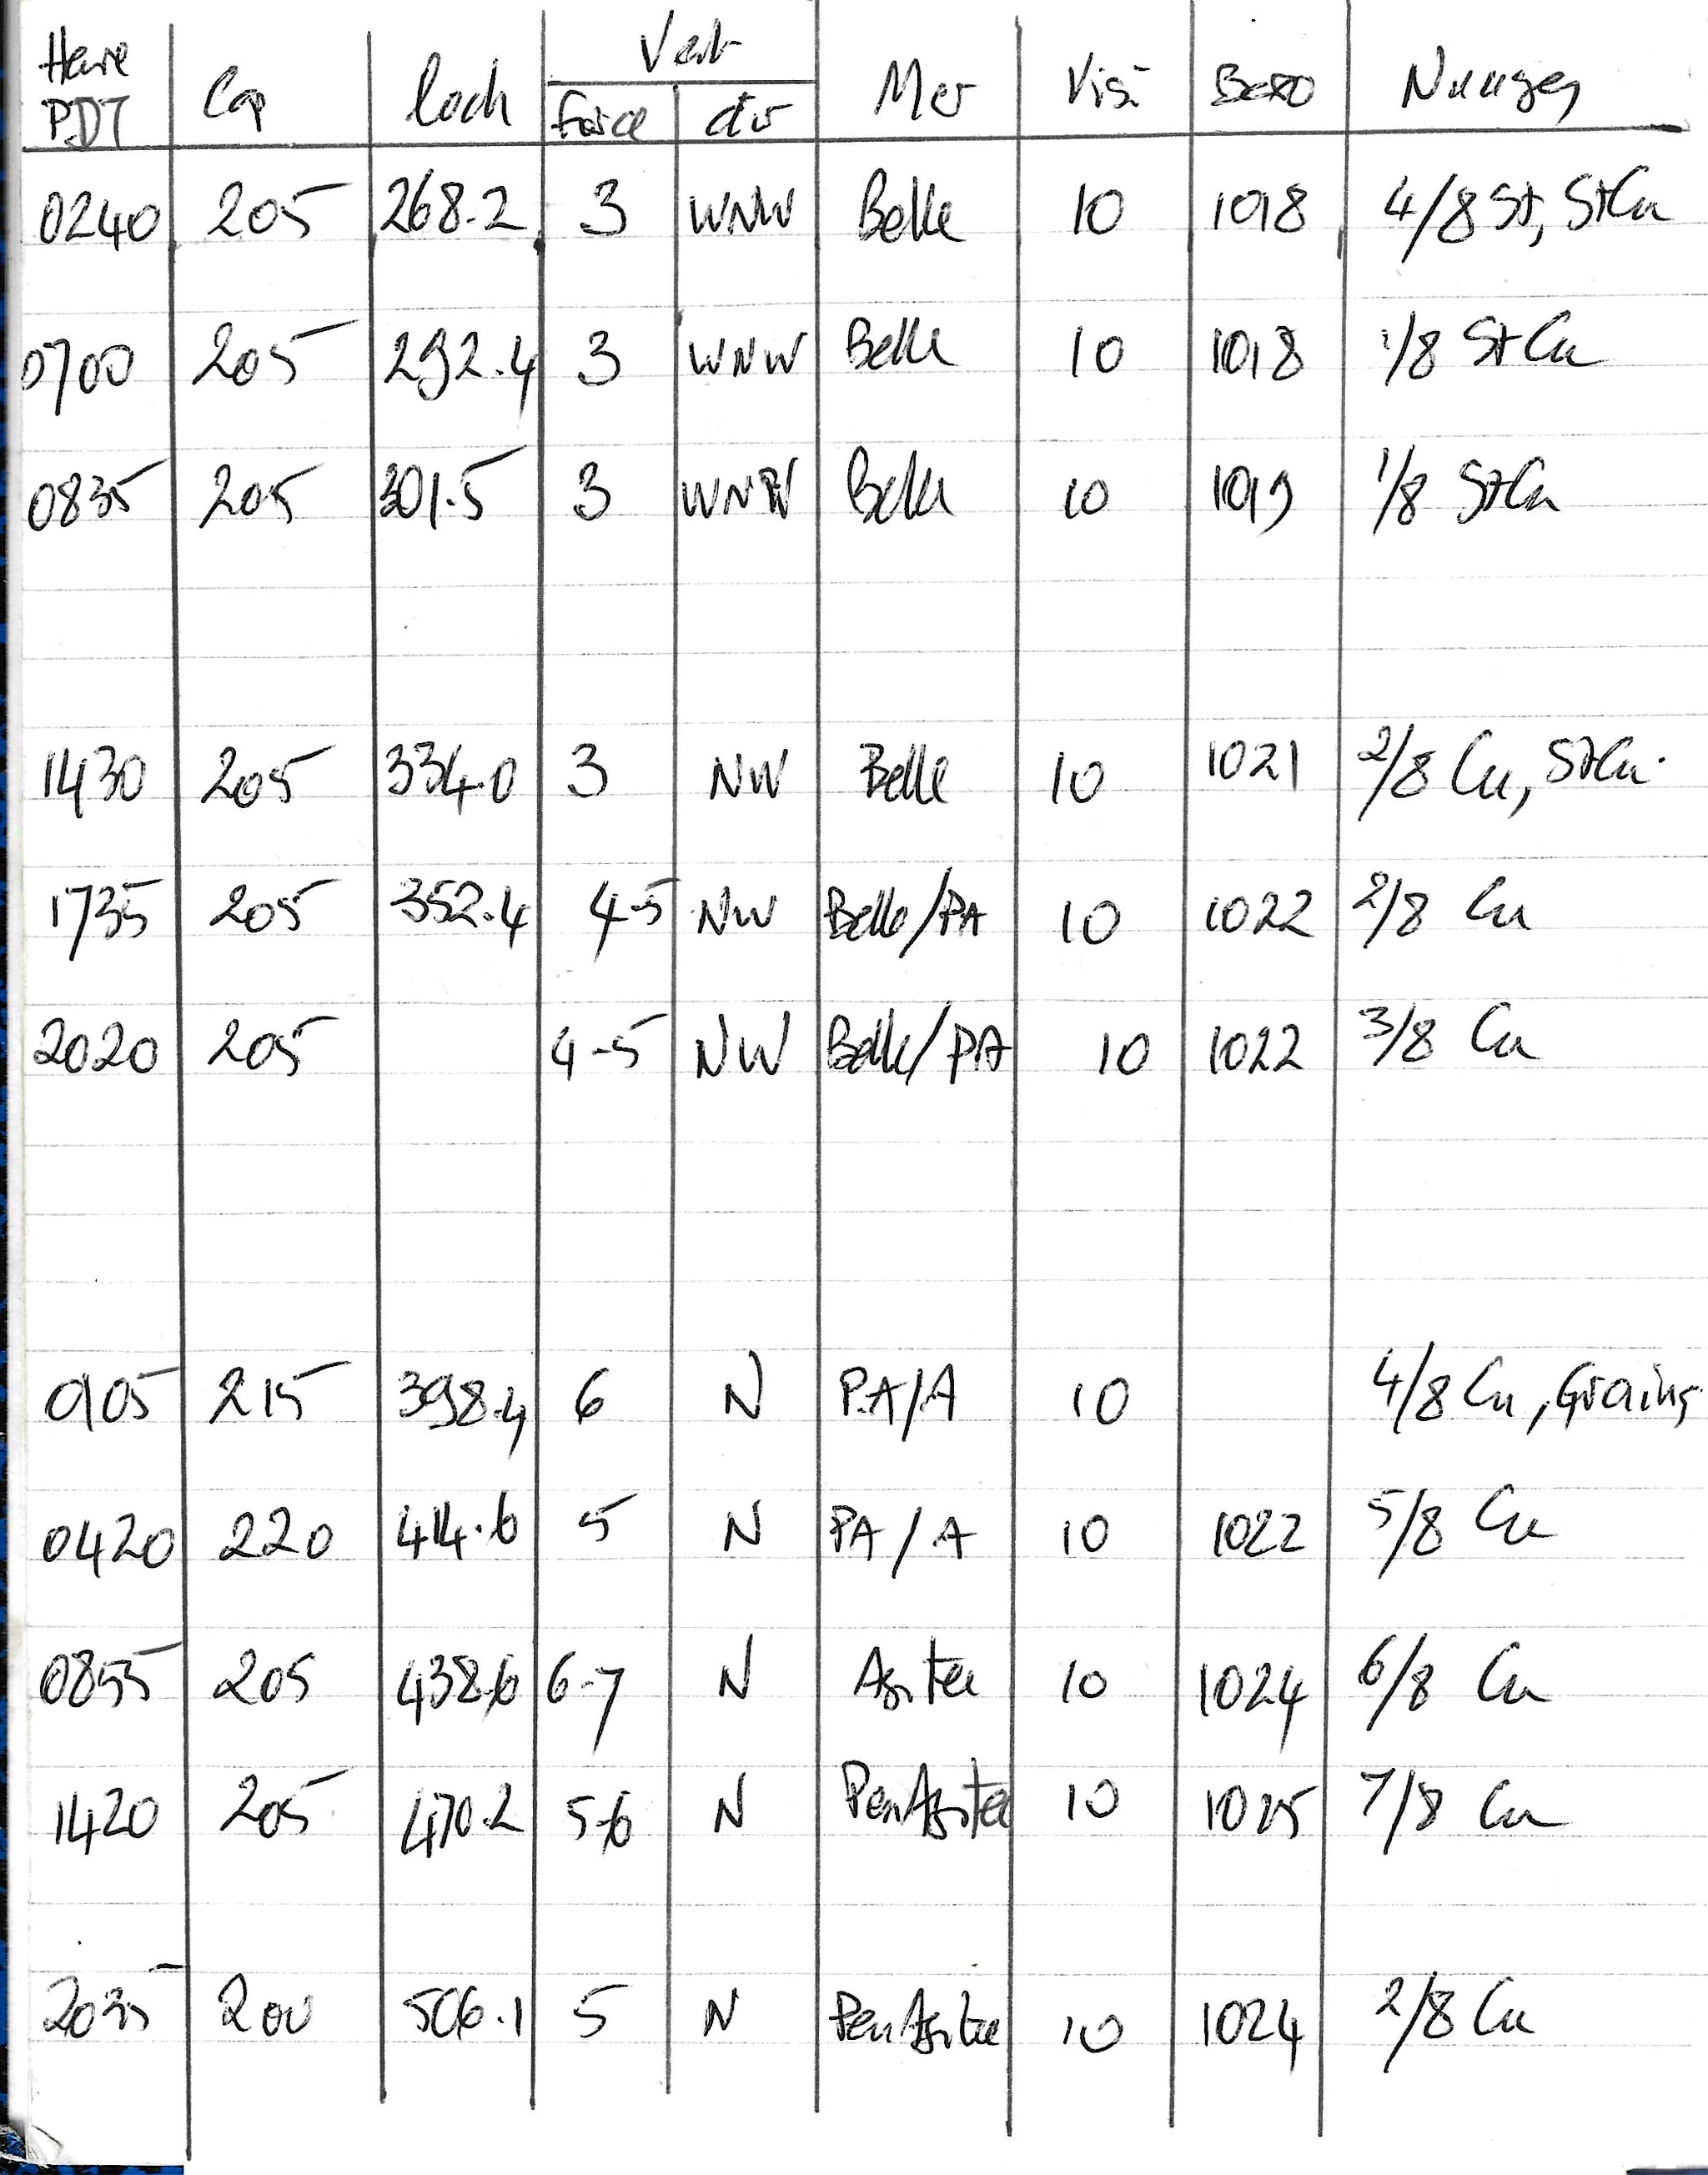 Heure PDT Cap Loch Vent force dir Mer Visi Baro Nuages
0240 205 268.2 3 WNW Belle 10 1018 4/8 St, StCu
0700 205 292.4 3 WNW Belle 10 1018 1/8 StCu
0835 205 301.5 3 WNW Belle 10 1019 1/8 StCu
1430 205 334.0 3 NW Belle 10 1021 2/8 Cu, StCu.
1735 205 352.4 4-5 NW Belle/PA 10 1022 2/8 Cu
2020 205 4-5 NW Belle/PA 10 1022 3/8 Cu
0105 215 398.4 6 N PA/A 10 4/8 Cu, Grains
0420 220 414.6 5 N PA/A 10 1022 5/8 Cu
0855 205 438.6 6-7 N Agitée 10 1024 6/8 Cu
1420 205 470.2 5-6 N Peu Agitée 10 1025 7/8 Cu
2035 200 506.1 5 N Peu Agitée 10 1024 2/8 Cu